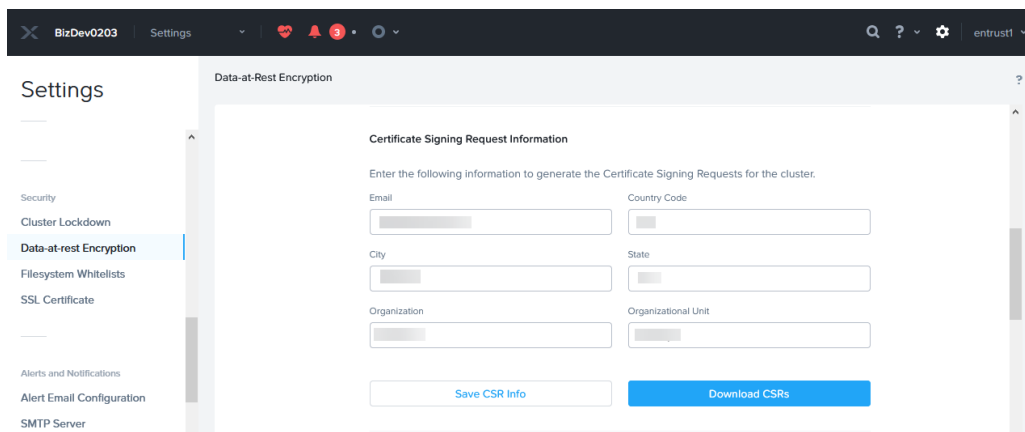 BizDev0203 Settings 3 ? entrust1
Settings
Data-at-Rest Encryption ?
Certificate Signing Request Information
Enter the following information to generate the Certificate Signing Requests for the cluster.
Security
Cluster Lockdown
Data-at-rest Encryption
Filesystem Whitelists
SSL Certificate
Alerts and Notifications
Alert Email Configuration
SMTP Server
Email Country Code
City State
Organization Organizational Unit
Save CSR Info Download CSRs